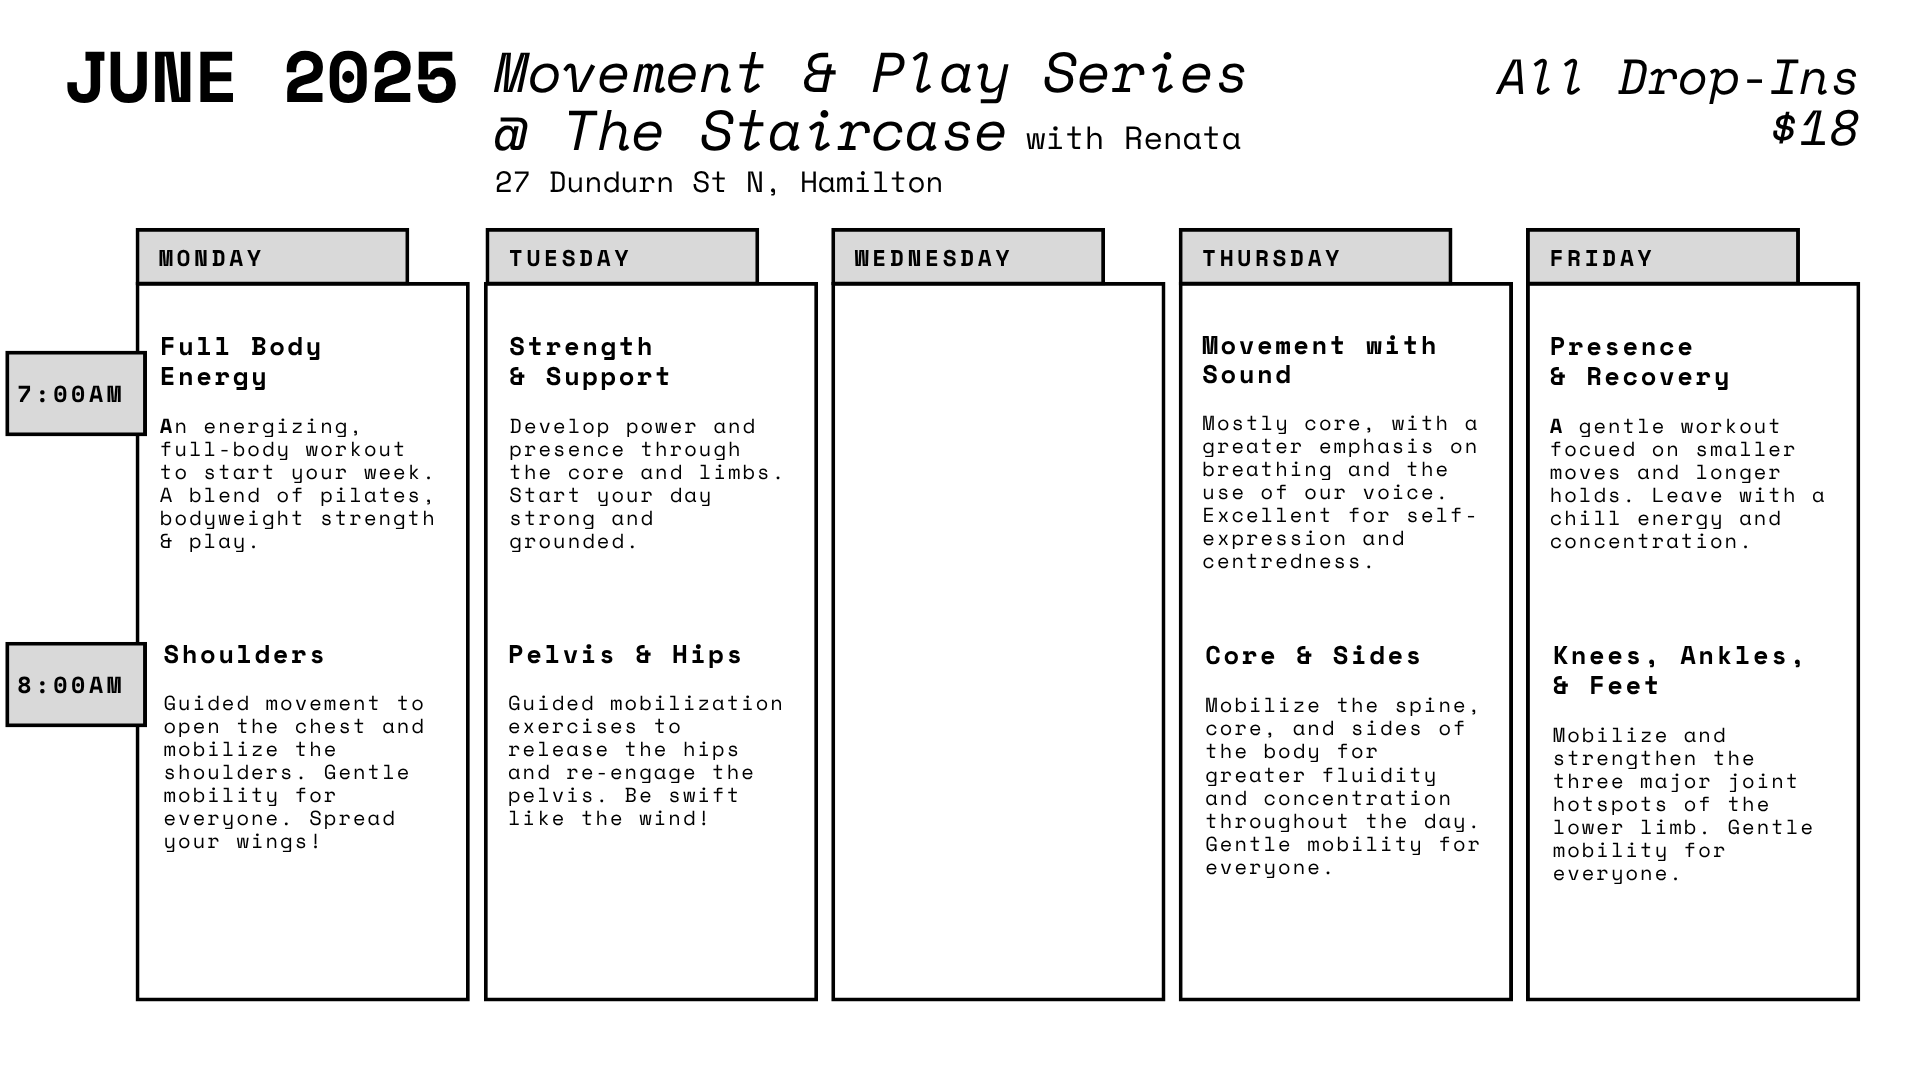 JUNE 2025
Movement & Play Series
@ The Staircase with Renata
27 Dundurn St N, Hamilton
All Drop-Ins
$18
MONDAY
TUESDAY
WEDNESDAY
THURSDAY
FRIDAY
7:00AM
Full Body
Energy
An energizing,
full-body workout
to start your week.
A blend of pilates,
bodyweight strength
& play.
Strength
& Support
Develop power and
presence through
the core and limbs.
Start your day
strong and
grounded.
Movement with
Sound
Mostly core, with a
greater emphasis on
breathing and the
use of our voice.
Excellent for self-
expression and
centredness.
Presence
& Recovery
A gentle workout
focued on smaller
moves and longer
holds. Leave with a
chill energy and
concentration.
8:00AM
Shoulders
Guided movement to
open the chest and
mobilize the
shoulders. Gentle
mobility for
everyone. Spread
your wings!
Pelvis & Hips
Guided mobilization
exercises to
release the hips
and re-engage the
pelvis. Be swift
like the wind!
Core & Sides
Mobilize the spine,
core, and sides of
the body for
greater fluidity
and concentration
throughout the day.
Gentle mobility for
everyone.
Knees, Ankles,
& Feet
Mobilize and
strengthen the
three major joint
hotspots of the
lower limb. Gentle
mobility for
everyone.